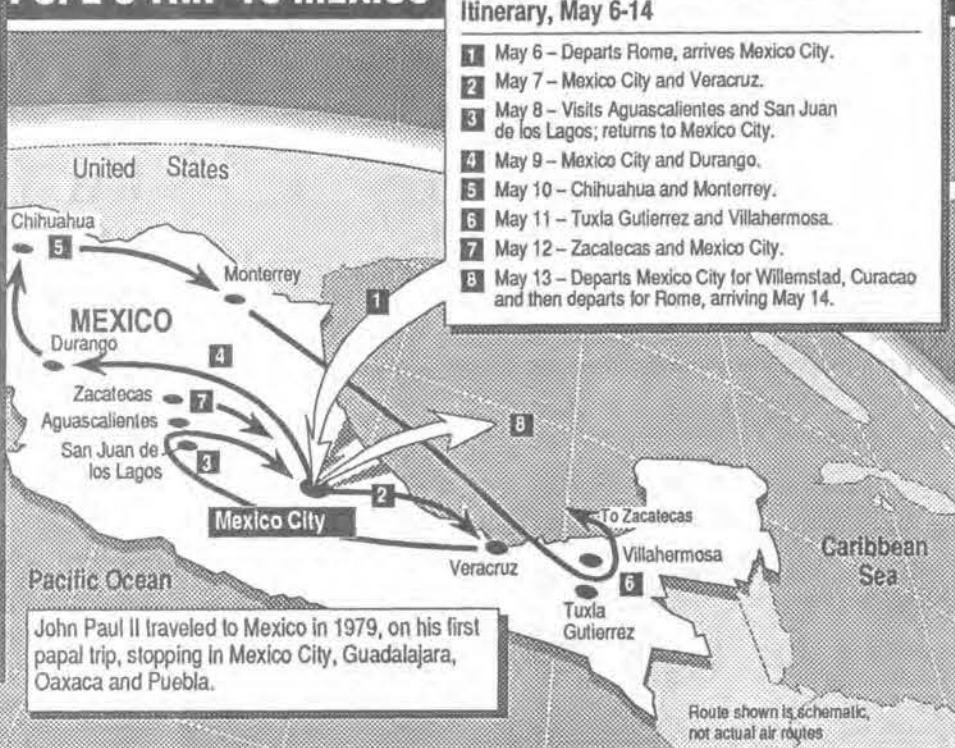 POPE'S TRIP TO MEXICO
Itinerary, May 6-14
1 May 6 – Departs Rome, arrives Mexico City.
2 May 7 – Mexico City and Veracruz.
3 May 8 – Visits Aguascalientes and San Juan
de los Lagos; returns to Mexico City.
4 May 9 – Mexico City and Durango.
5 May 10 – Chihuahua and Monterrey.
6 May 11 – Tuxla Gutierrez and Villahermosa.
7 May 12 – Zacatecas and Mexico City.
8 May 13 – Departs Mexico City for Willemstad, Curacao
and then departs for Rome, arriving May 14.
United States
Chihuahua
5
Monterrey
1
MEXICO
Durango
4
Zacatecas
7
Aguascalientes
8
San Juan de
los Lagos
3
2
Mexico City
To Zacatecas
Veracruz
Villahermosa
Caribbean
Sea
6
Pacific Ocean
Tuxla
Gutierrez
John Paul II traveled to Mexico in 1979, on his first
papal trip, stopping in Mexico City, Guadalajara,
Oaxaca and Puebla.
Route shown is schematic,
not actual air routes